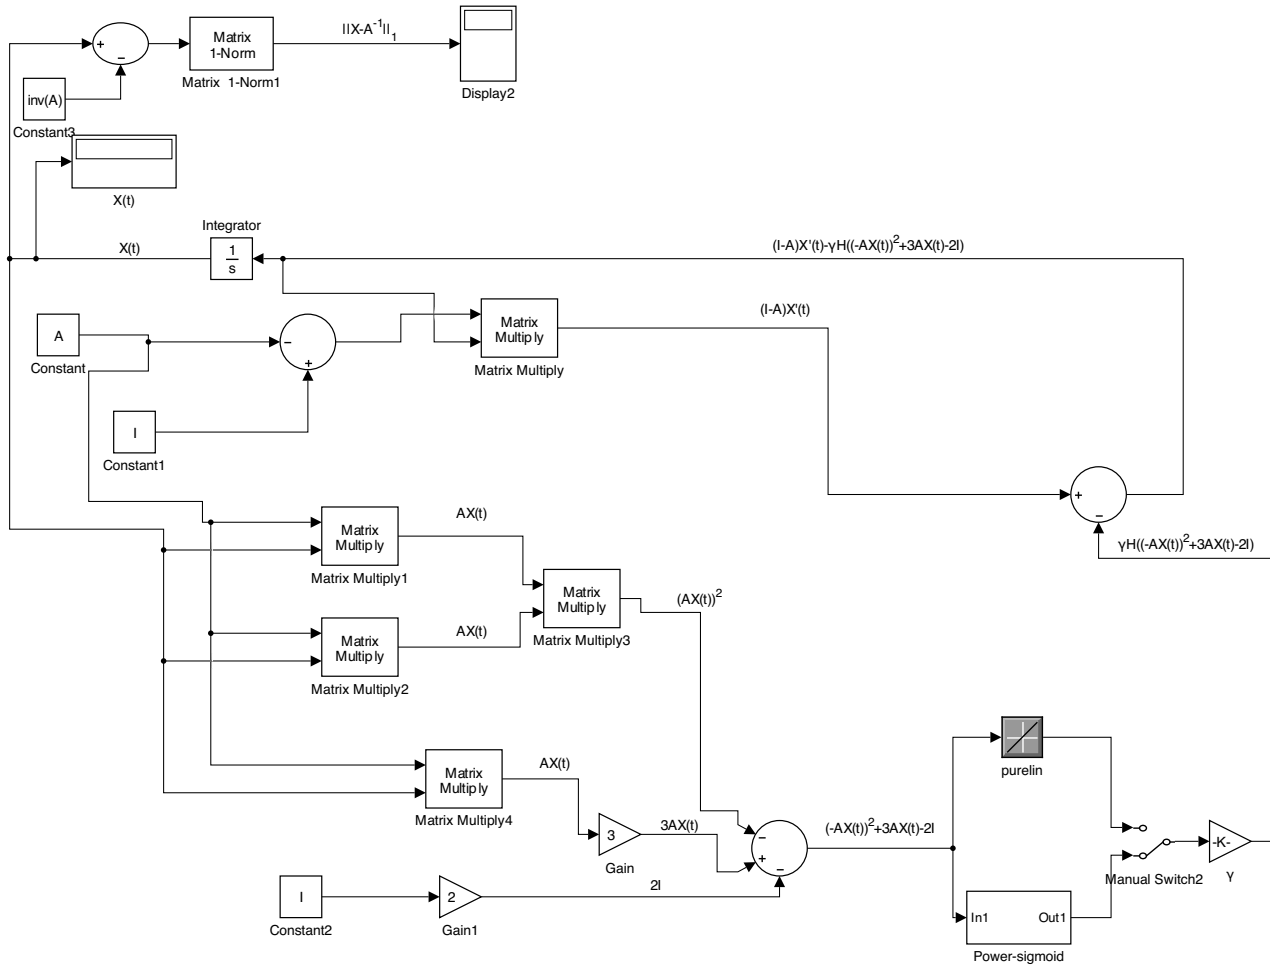 +
−
Matrix
1-Norm
Matrix  1-Norm1
||X-A⁻¹||₁
Display2
inv(A)
Constant3
X(t)
Integrator
X(t)
1
s
(I-A)X'(t)-γH((-AX(t))²+3AX(t)-2I)
A
Constant
−
+
Matrix
Multiply
Matrix Multiply
(I-A)X'(t)
I
Constant1
+
−
γH((-AX(t))²+3AX(t)-2I)
Matrix
Multiply
Matrix Multiply1
AX(t)
Matrix
Multiply
Matrix Multiply2
AX(t)
Matrix
Multiply
Matrix Multiply3
(AX(t))²
Matrix
Multiply
Matrix Multiply4
AX(t)
3
Gain
3AX(t)
I
Constant2
2
Gain1
2I
−
+
−
(-AX(t))²+3AX(t)-2I
purelin
In1
Out1
Power-sigmoid
Manual Switch2
-K-
γ